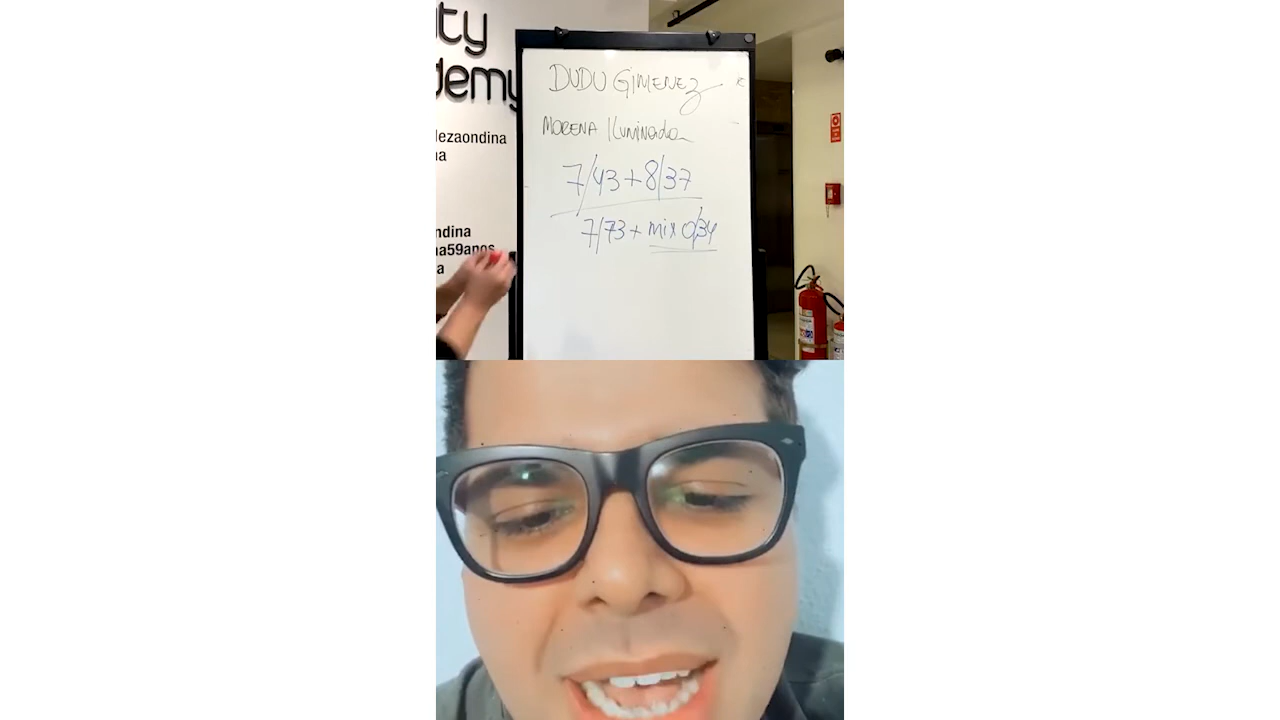 ty
demy
lezaondina
na
ndina
na59anos
a
DUDU GIMENEZ
MORENA Iluminada
7/43+8/37
7/73+ mix 0/34